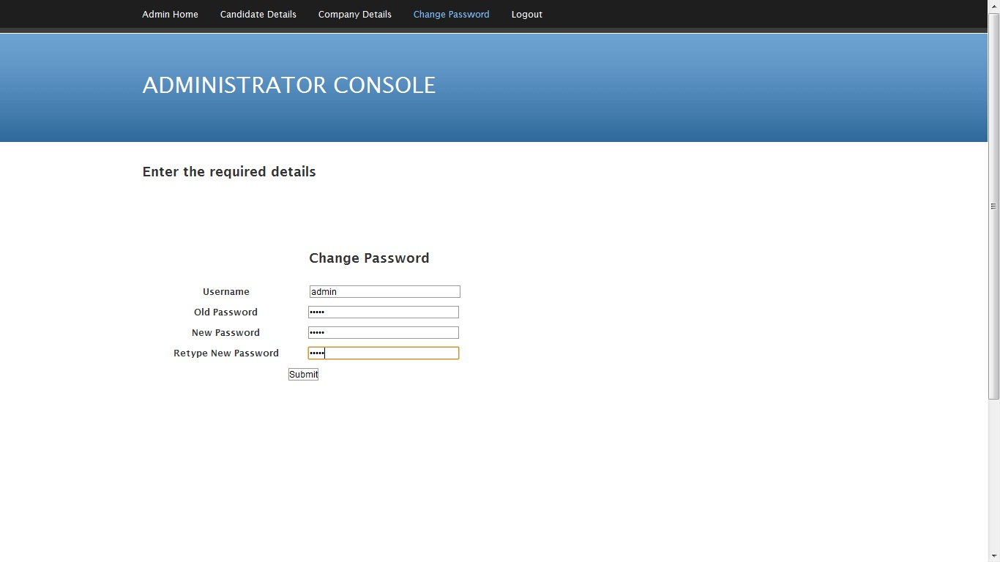 Admin Home Candidate Details Company Details Change Password Logout
ADMINISTRATOR CONSOLE
Enter the required details
Change Password
Username admin
Old Password •••••
New Password •••••
Retype New Password •••••
Submit